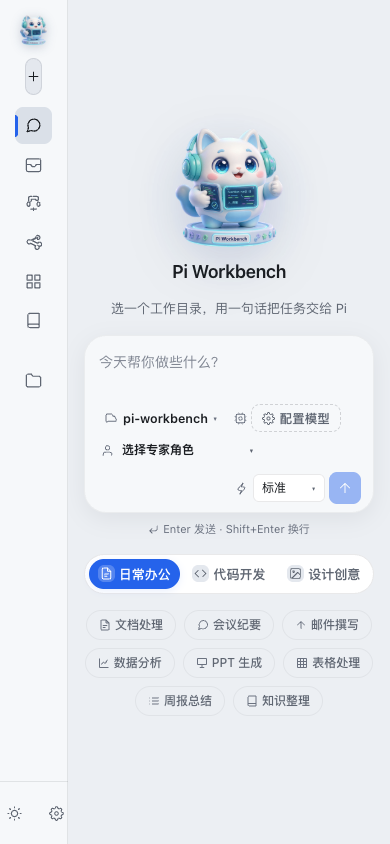 Pi Workbench
Pi Workbench
选一个工作目录，用一句话把任务交给 Pi
今天帮你做些什么?
pi-workbench
配置模型
选择专家角色
标准
Enter 发送 · Shift+Enter 换行
日常办公
代码开发
设计创意
文档处理
会议纪要
邮件撰写
数据分析
PPT 生成
表格处理
周报总结
知识整理